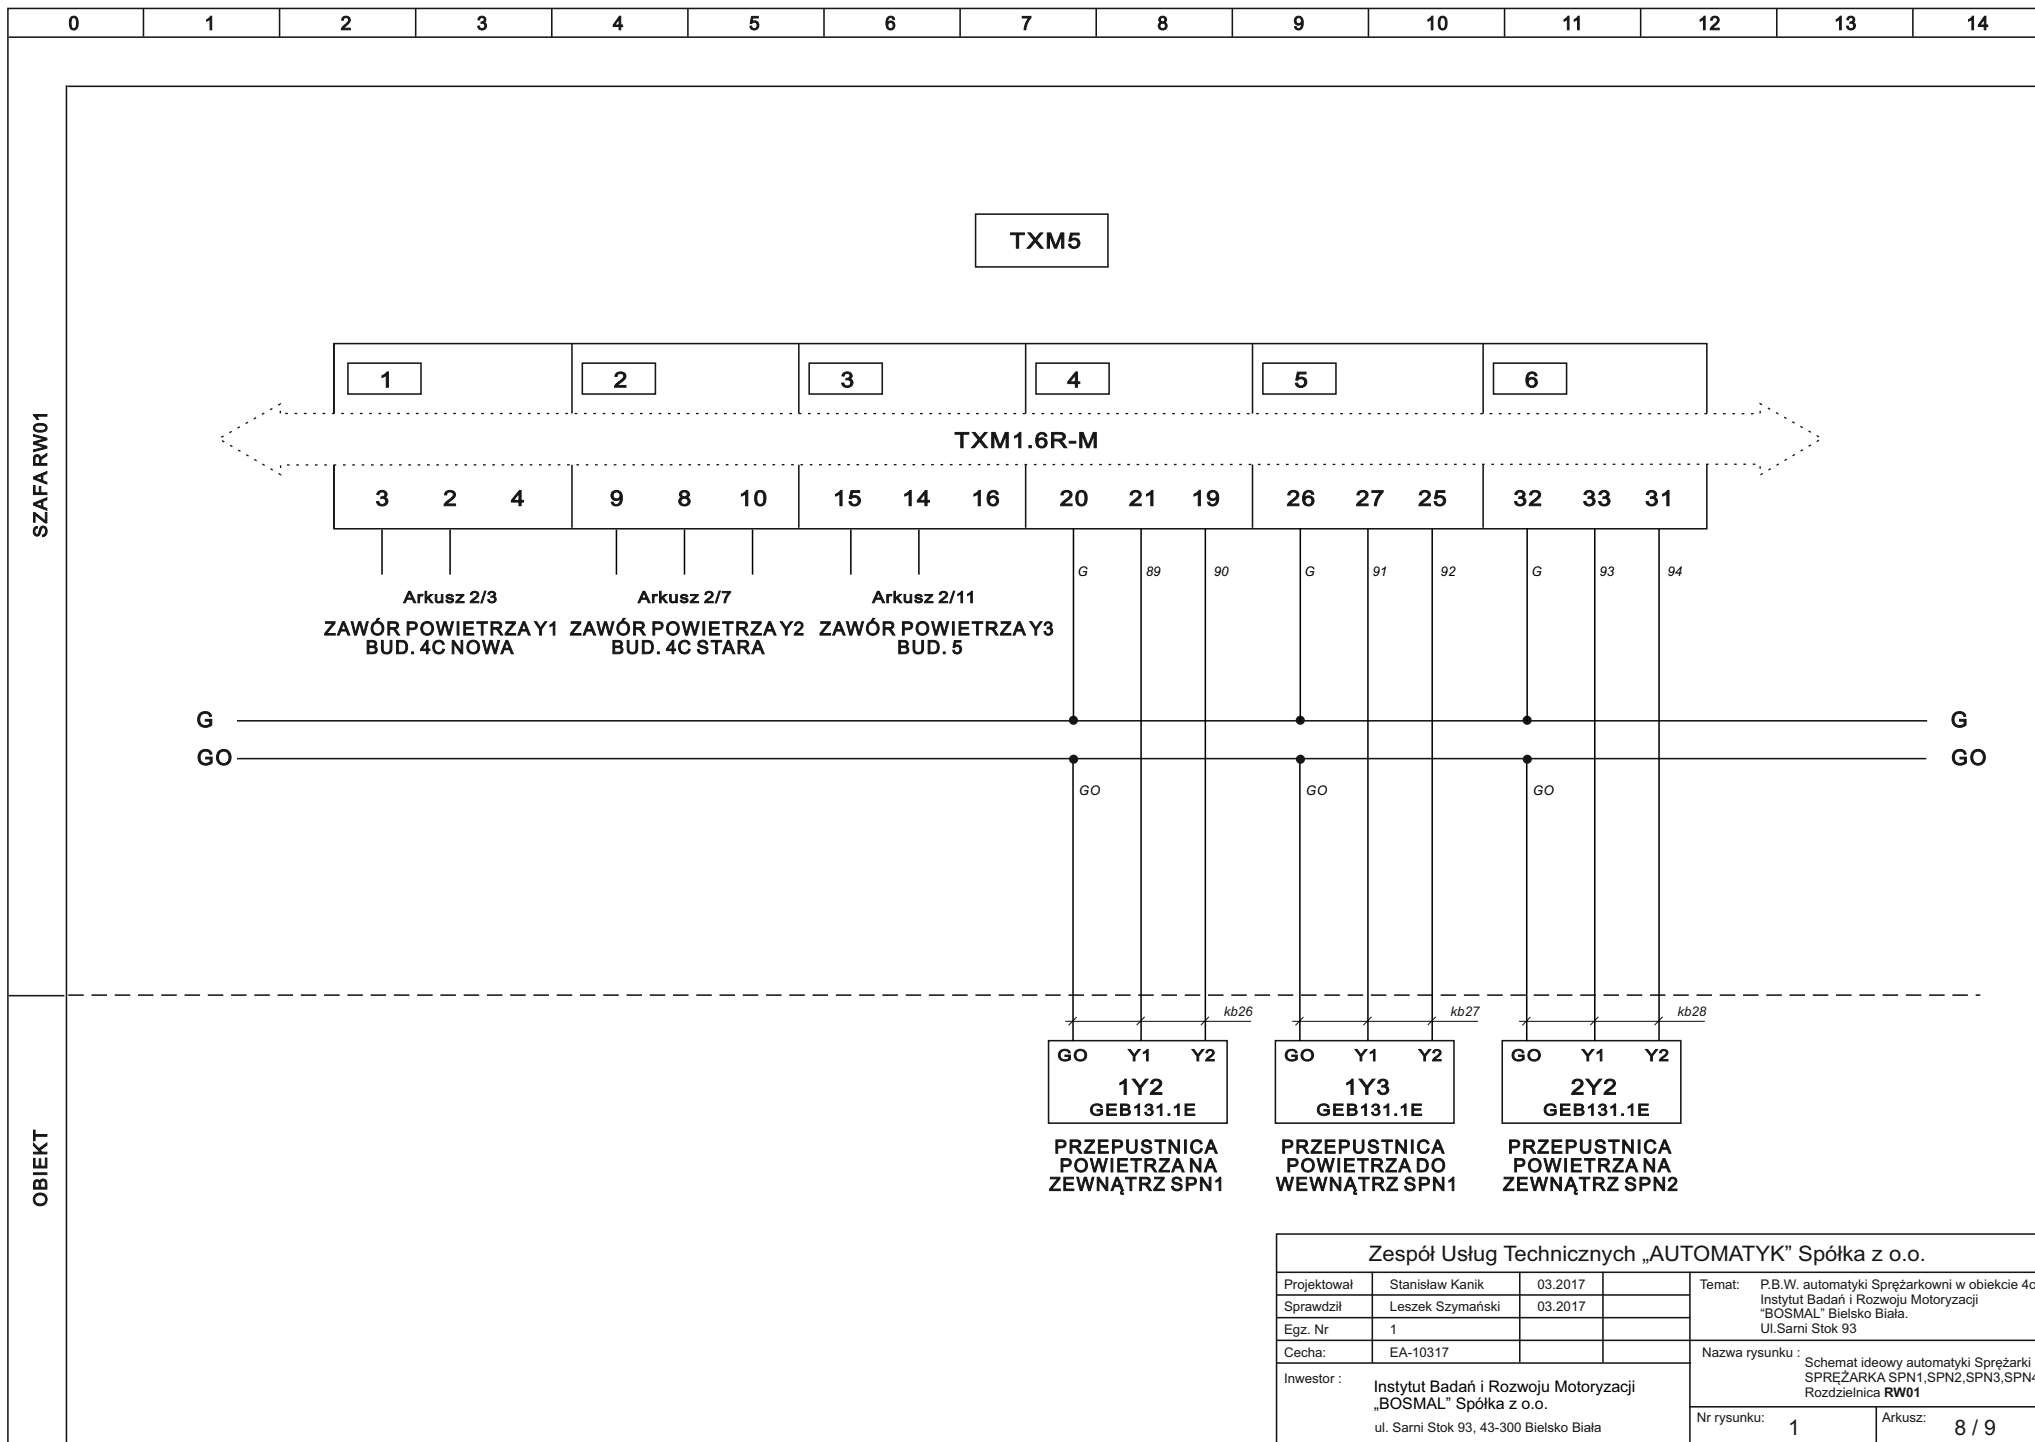 0 1 2 3 4 5 6 7 8 9 10 11 12 13 14
SZAFA RW01
TXM5
1 2 3 4 5 6
TXM1.6R-M
3 2 4 9 8 10 15 14 16 20 21 19 26 27 25 32 33 31
G 89 90 G 91 92 G 93 94
Arkusz 2/3 Arkusz 2/7 Arkusz 2/11
ZAWÓR POWIETRZA Y1 ZAWÓR POWIETRZA Y2 ZAWÓR POWIETRZA Y3
BUD. 4C NOWA BUD. 4C STARA BUD. 5
G G
GO GO
GO GO GO
OBIEKT
kb26 kb27 kb28
GO Y1 Y2 GO Y1 Y2 GO Y1 Y2
1Y2 1Y3 2Y2
GEB131.1E GEB131.1E GEB131.1E
PRZEPUSTNICA PRZEPUSTNICA PRZEPUSTNICA
POWIETRZA NA POWIETRZA DO POWIETRZA NA
ZEWNĄTRZ SPN1 WEWNĄTRZ SPN1 ZEWNĄTRZ SPN2
Zespół Usług Technicznych „AUTOMATYK” Spółka z o.o.
Projektował Stanisław Kanik 03.2017
Sprawdził Leszek Szymański 03.2017
Egz. Nr 1
Cecha: EA-10317
Temat: P.B.W. automatyki Sprężarkowni w obiekcie 4c
Instytut Badań i Rozwoju Motoryzacji
“BOSMAL” Bielsko Biała.
Ul.Sarni Stok 93
Inwestor :
Instytut Badań i Rozwoju Motoryzacji
„BOSMAL” Spółka z o.o.
ul. Sarni Stok 93, 43-300 Bielsko Biała
Nazwa rysunku :
Schemat ideowy automatyki Sprężarki
SPRĘŻARKA SPN1,SPN2,SPN3,SPN4
Rozdzielnica RW01
Nr rysunku: 1 Arkusz: 8 / 9